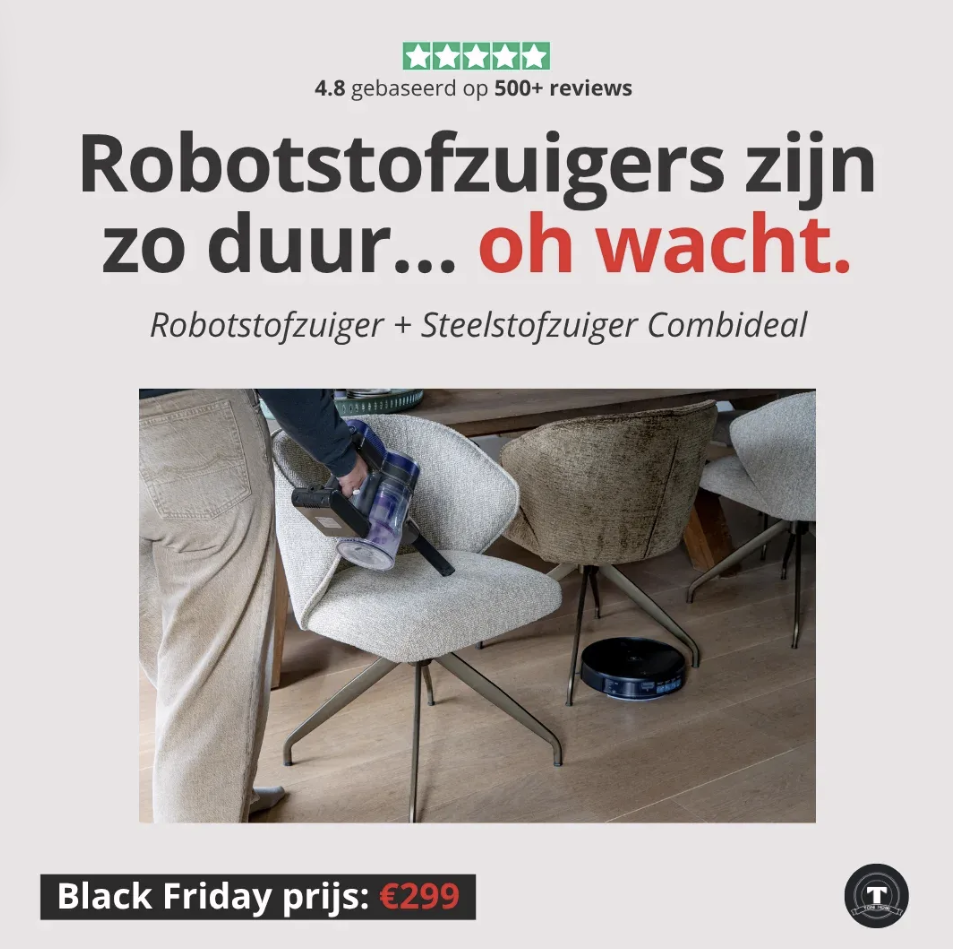 4.8 gebaseerd op 500+ reviews
Robotstofzuigers zijn
zo duur... oh wacht.
Robotstofzuiger + Steelstofzuiger Combideal
Black Friday prijs: €299
T